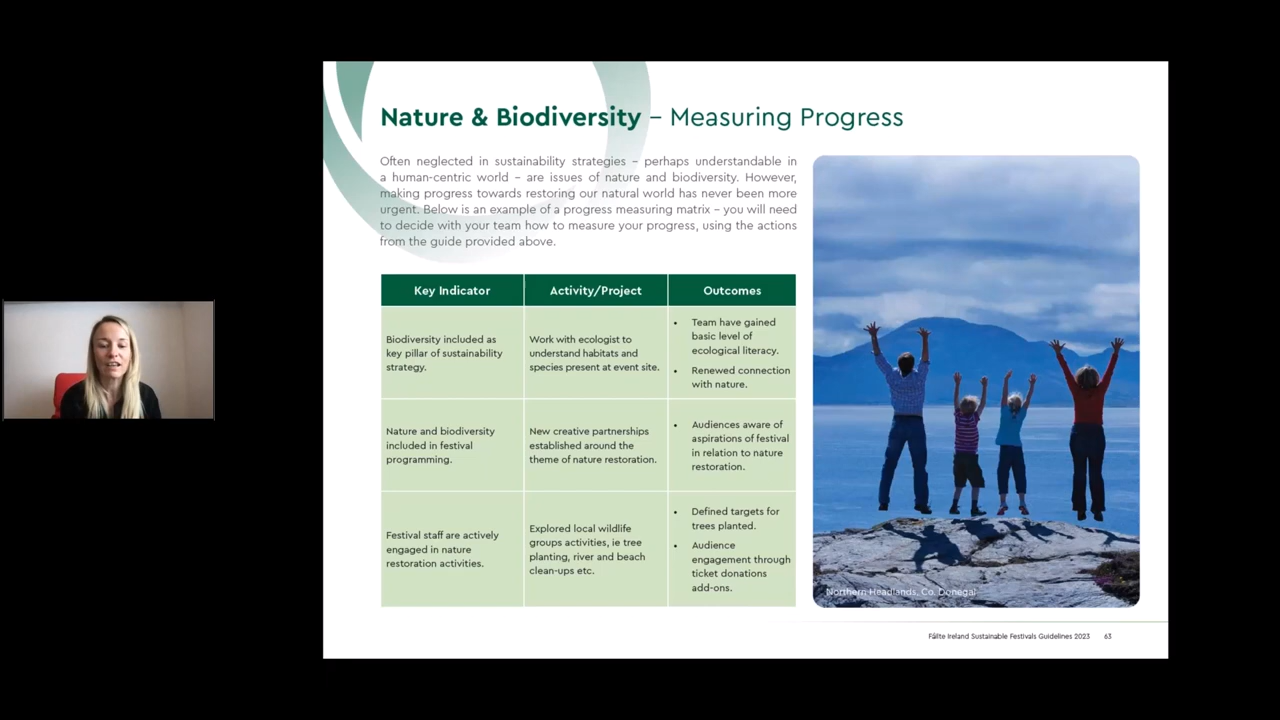 Nature & Biodiversity – Measuring Progress
Often neglected in sustainability strategies – perhaps understandable in
a human-centric world – are issues of nature and biodiversity. However,
making progress towards restoring our natural world has never been more
urgent. Below is an example of a progress measuring matrix – you will need
to decide with your team how to measure your progress, using the actions
from the guide provided above.
Key Indicator
Activity/Project
Outcomes
Biodiversity included as
key pillar of sustainability
strategy.
Work with ecologist to
understand habitats and
species present at event site.
• Team have gained
basic level of
ecological literacy.
• Renewed connection
with nature.
Nature and biodiversity
included in festival
programming.
New creative partnerships
established around the
theme of nature restoration.
• Audiences aware of
aspirations of festival
in relation to nature
restoration.
Festival staff are actively
engaged in nature
restoration activities.
Explored local wildlife
groups activities, ie tree
planting, river and beach
clean-ups etc.
• Defined targets for
trees planted.
• Audience
engagement through
ticket donations
add-ons.
Northern Headlands, Co. Donegal
Fáilte Ireland Sustainable Festivals Guidelines 2023 63